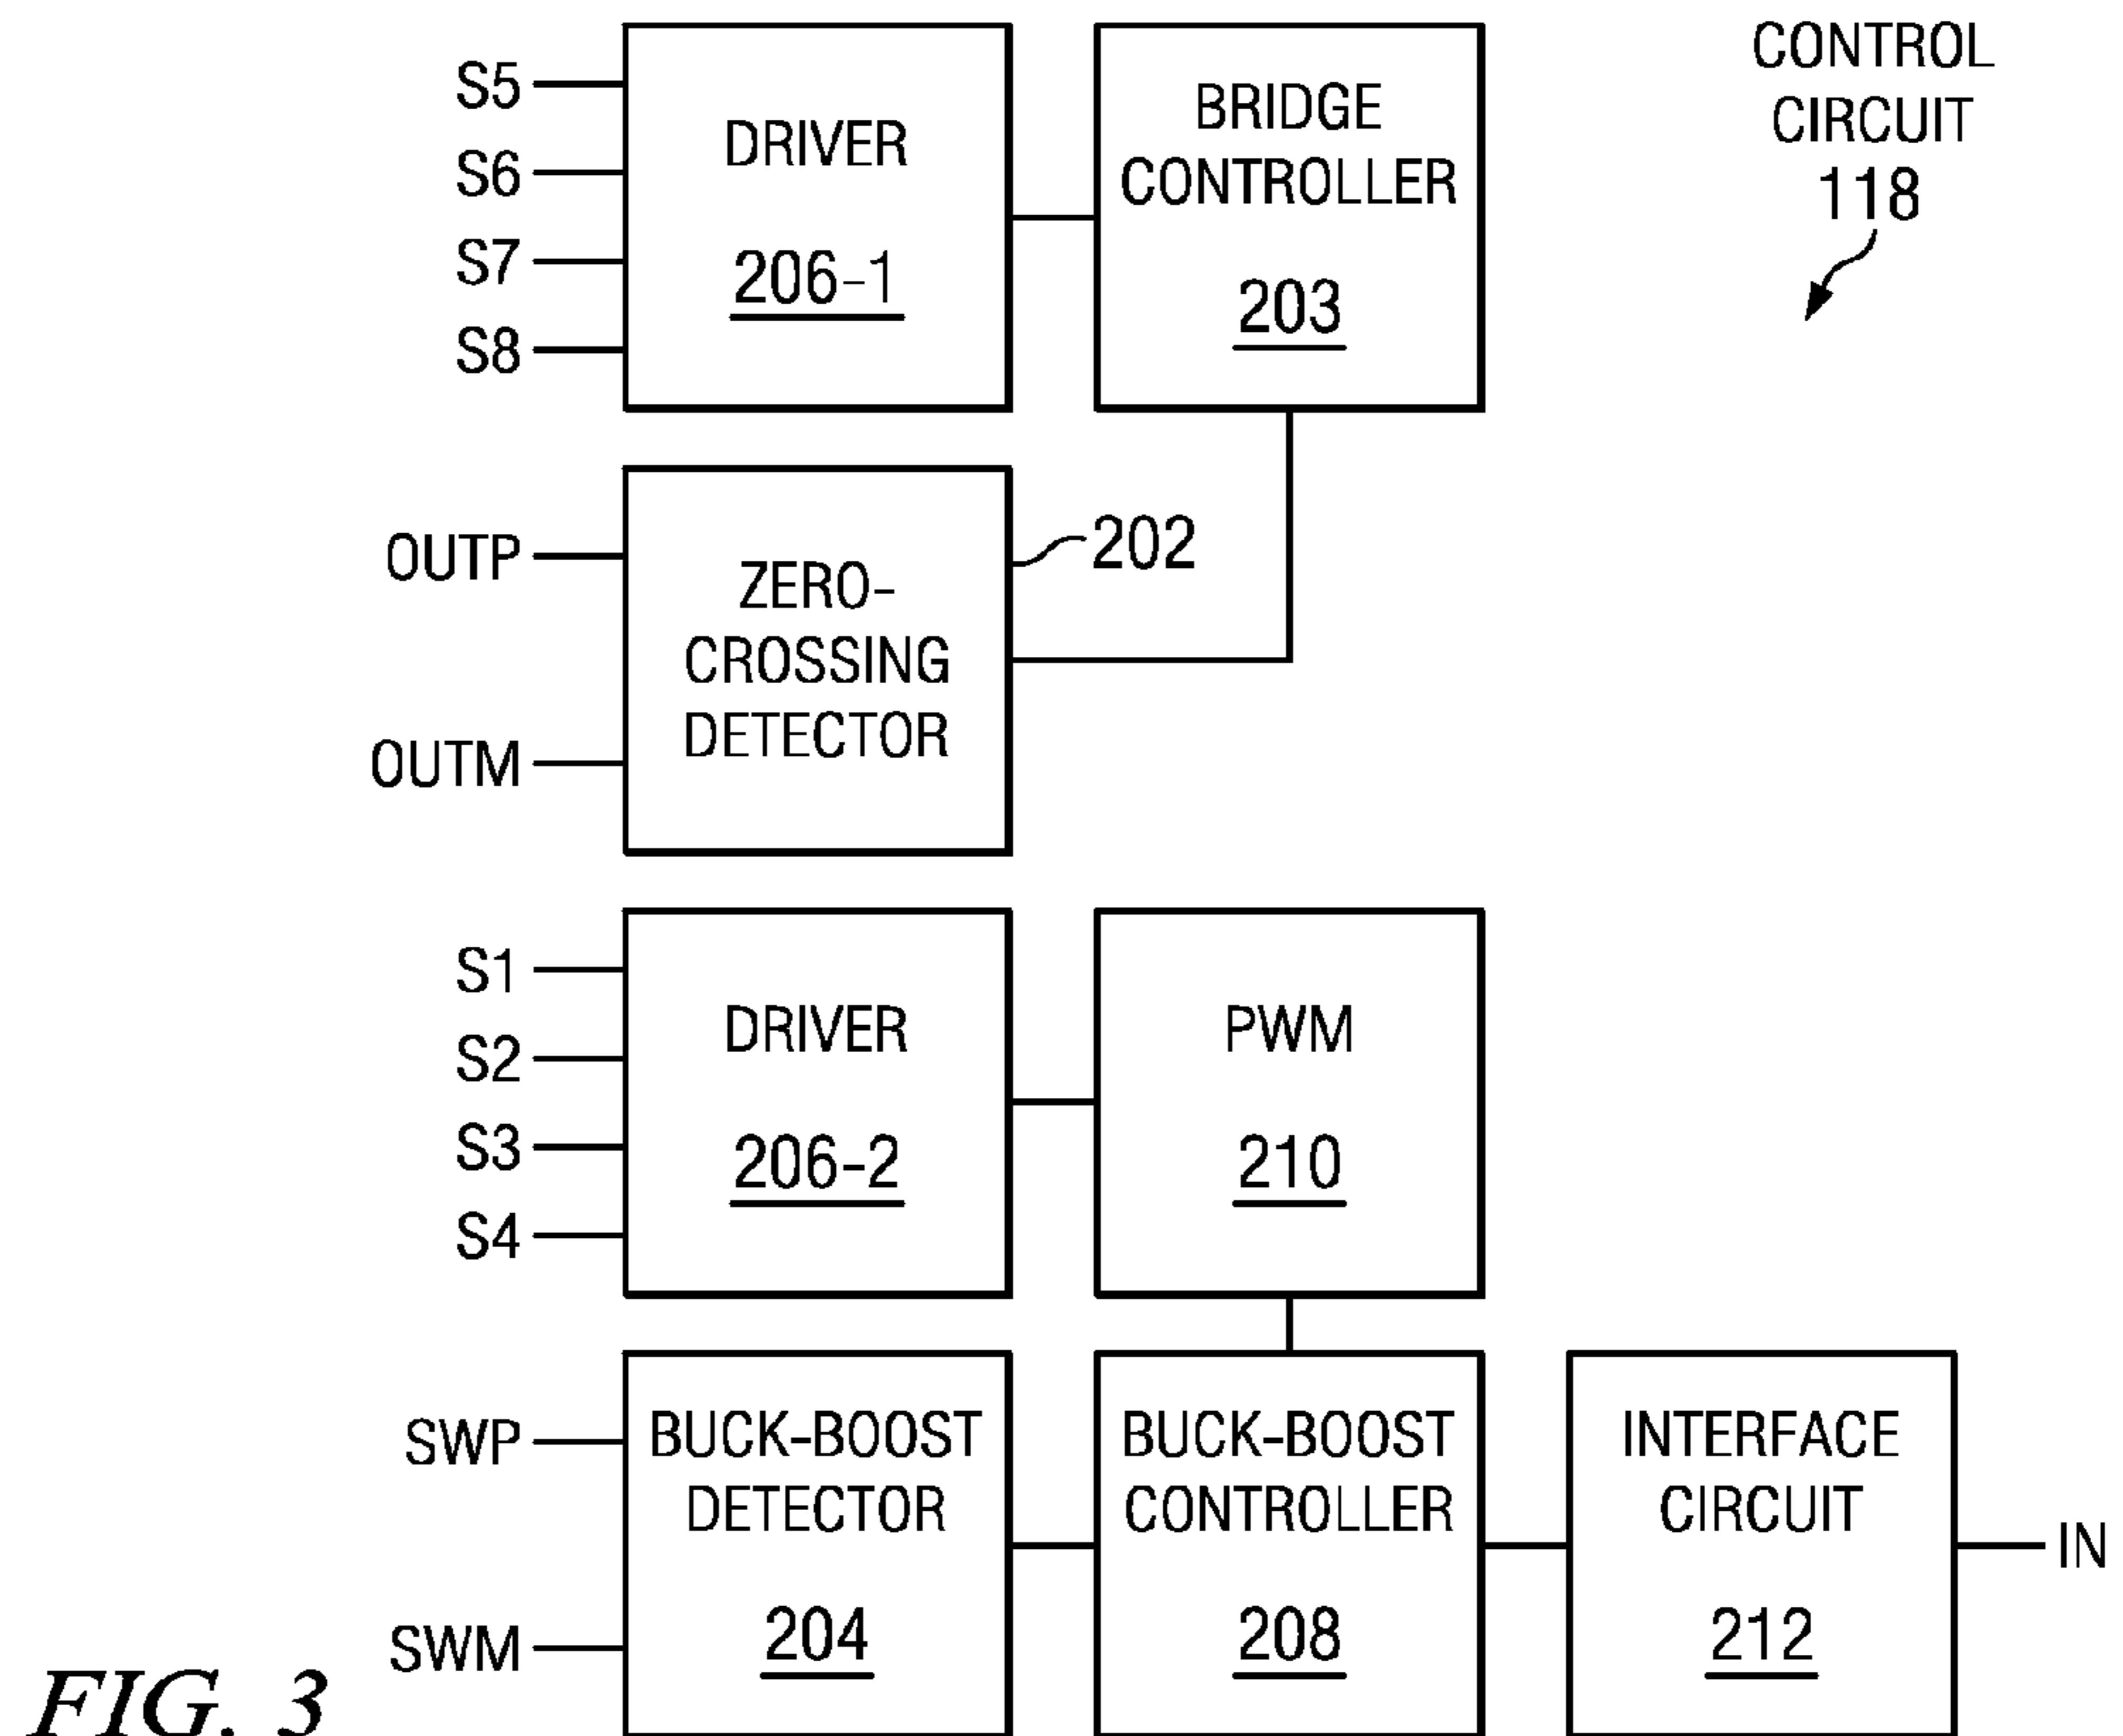 CONTROL
CIRCUIT
118
S5
S6
S7
S8
DRIVER
206-1
BRIDGE
CONTROLLER
203
OUTP
OUTM
ZERO-
CROSSING
DETECTOR
202
S1
S2
S3
S4
DRIVER
206-2
PWM
210
SWP
SWM
BUCK-BOOST
DETECTOR
204
BUCK-BOOST
CONTROLLER
208
INTERFACE
CIRCUIT
212
IN
FIG. 3